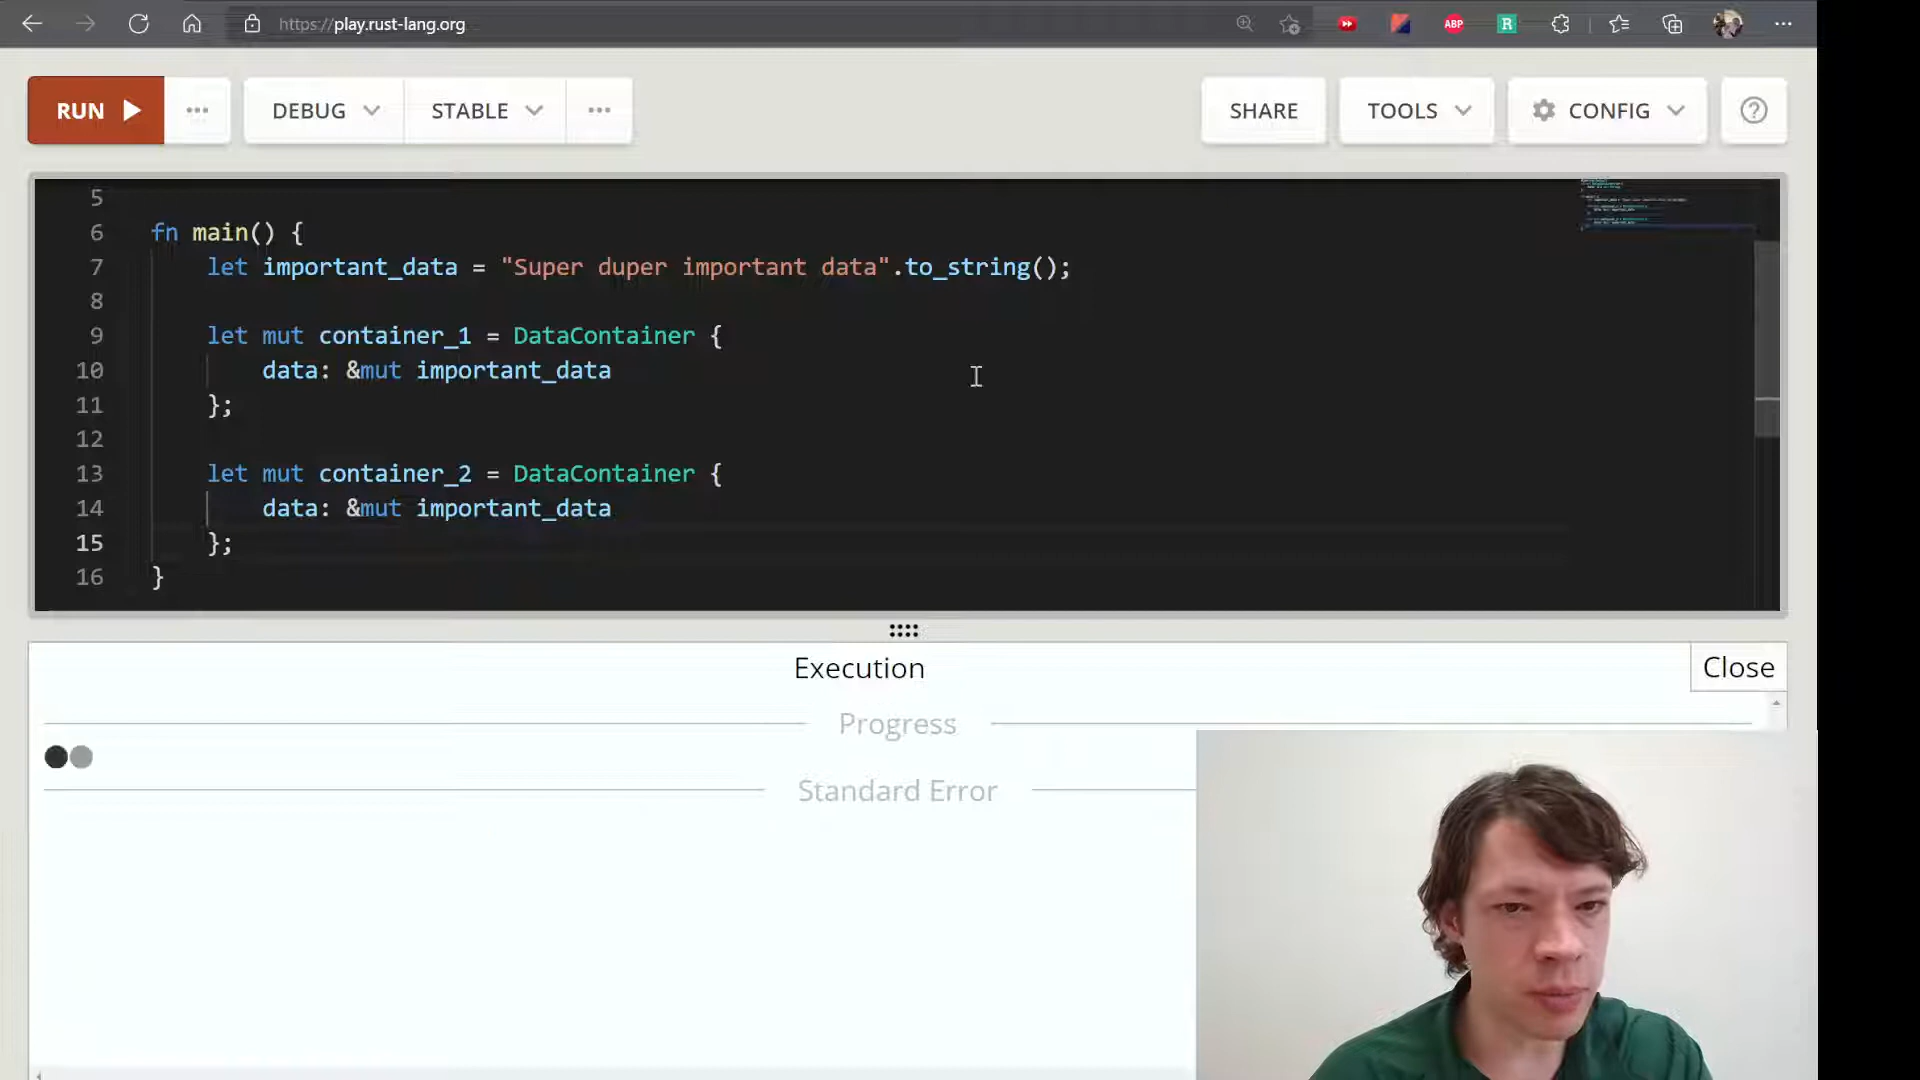 https://play.rust-lang.org
ABP
R
RUN
DEBUG
STABLE
SHARE
TOOLS
CONFIG
5
6 fn main() {
7 let important_data = "Super duper important data".to_string();
8
9 let mut container_1 = DataContainer {
10 data: &mut important_data
11 };
12
13 let mut container_2 = DataContainer {
14 data: &mut important_data
15 };
16 }
Execution
Close
Progress
Standard Error